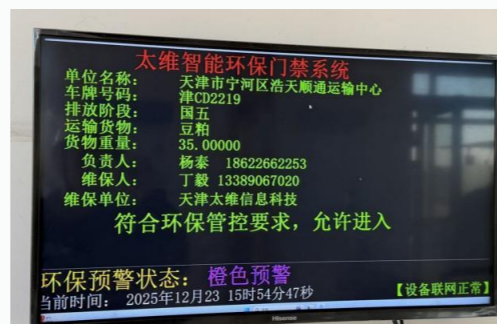 太维智能环保门禁系统
单位名称： 天津市宁河区浩天顺通运输中心
车牌号码： 津CD2219
排放阶段： 国五
运输货物： 豆粕
货物重量： 35.00000
负责人： 杨泰 18622662253
维保人： 丁毅 13389067020
维保单位： 天津太维信息科技
符合环保管控要求，允许进入
环保预警状态： 橙色预警
当前时间： 2025年12月23 15时54分47秒 【设备联网正常】
Hisense